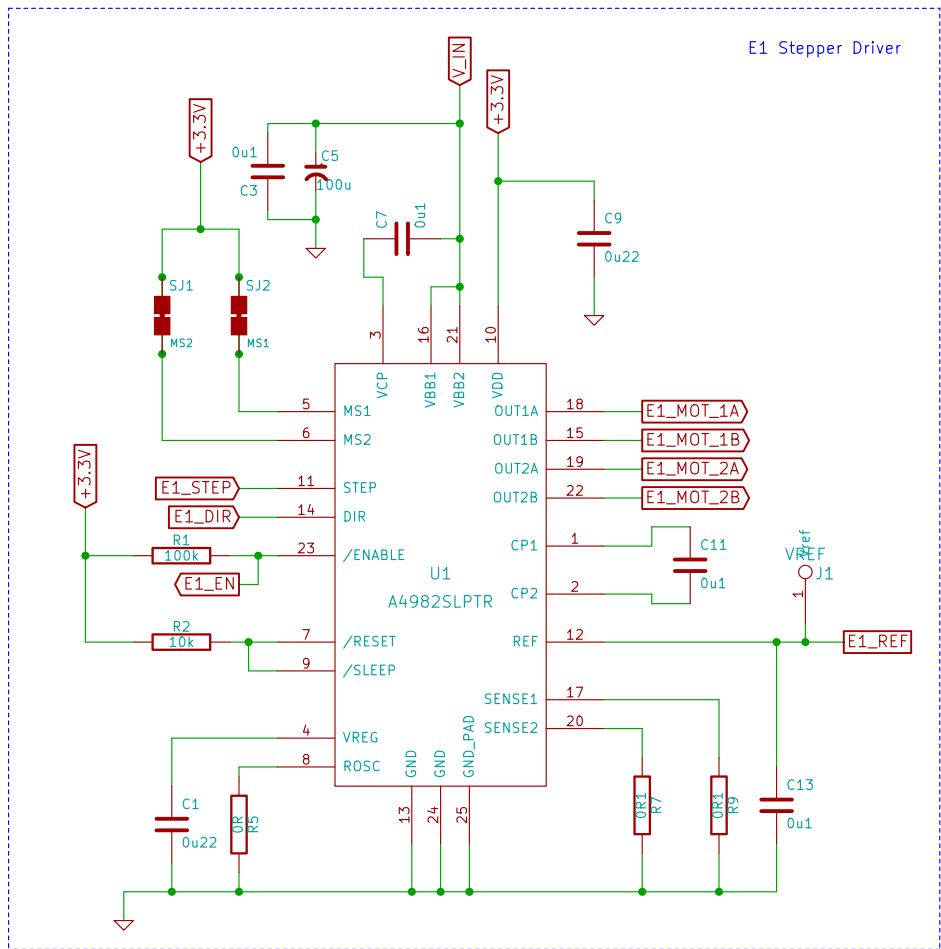 E1 Stepper Driver
V_IN
+3.3V
+3.3V
0u1
C3
C5
100u
C7
0u1
C9
0u22
SJ1
MS2
SJ2
MS1
3
16
21
10
VCP
VBB1
VBB2
VDD
5
MS1
6
MS2
+3.3V
E1_STEP
11
STEP
E1_DIR
14
DIR
R1
100k
23
/ENABLE
E1_EN
R2
10k
7
/RESET
9
/SLEEP
4
VREG
8
ROSC
U1
A4982SLPTR
OUT1A
18
E1_MOT_1A
OUT1B
15
E1_MOT_1B
OUT2A
19
E1_MOT_2A
OUT2B
22
E1_MOT_2B
CP1
1
CP2
2
C11
0u1
Vref
VREF
J1
1
REF
12
E1_REF
SENSE1
17
SENSE2
20
GND
GND
GND_PAD
13
24
25
C1
0u22
0R
R5
0R1
R7
0R1
R9
C13
0u1